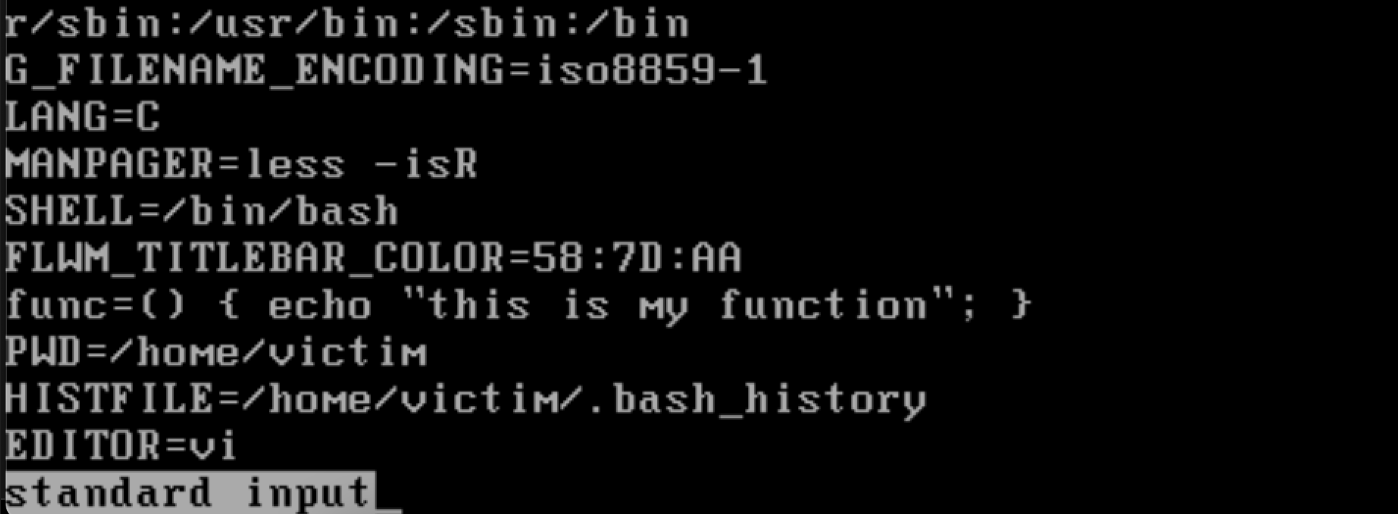 r/sbin:/usr/bin:/sbin:/bin
G_FILENAME_ENCODING=iso8859-1
LANG=C
MANPAGER=less -isR
SHELL=/bin/bash
FLWM_TITLEBAR_COLOR=58:7D:AA
func=() { echo "this is my function"; }
PWD=/home/victim
HISTFILE=/home/victim/.bash_history
EDITOR=vi
standard input_